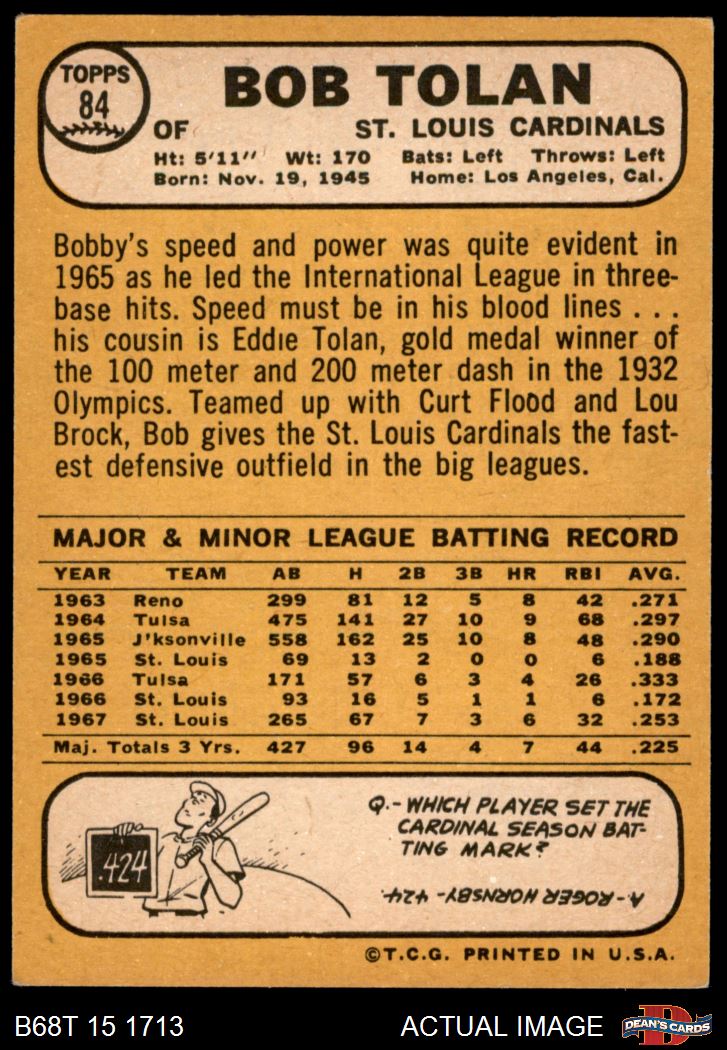 TOPPS
84
BOB TOLAN
OF ST. LOUIS CARDINALS
Ht: 5'11" Wt: 170 Bats: Left Throws: Left
Born: Nov. 19, 1945 Home: Los Angeles, Cal.
Bobby's speed and power was quite evident in
1965 as he led the International League in three-
base hits. Speed must be in his blood lines . . .
his cousin is Eddie Tolan, gold medal winner of
the 100 meter and 200 meter dash in the 1932
Olympics. Teamed up with Curt Flood and Lou
Brock, Bob gives the St. Louis Cardinals the fast-
est defensive outfield in the big leagues.
MAJOR & MINOR LEAGUE BATTING RECORD
YEAR TEAM AB H 2B 3B HR RBI AVG.
1963 Reno 299 81 12 5 8 42 .271
1964 Tulsa 475 141 27 10 9 68 .297
1965 J'ksonville 558 162 25 10 8 48 .290
1965 St. Louis 69 13 2 0 0 6 .188
1966 Tulsa 171 57 6 3 4 26 .333
1966 St. Louis 93 16 5 1 1 6 .172
1967 St. Louis 265 67 7 3 6 32 .253
Maj. Totals 3 Yrs. 427 96 14 4 7 44 .225
.424
Q.-WHICH PLAYER SET THE
CARDINAL SEASON BAT-
TING MARK?
A-ROGER HORNSBY-.424.
©T.C.G. PRINTED IN U.S.A.
B68T 15 1713 ACTUAL IMAGE
D
DEAN'S CARDS